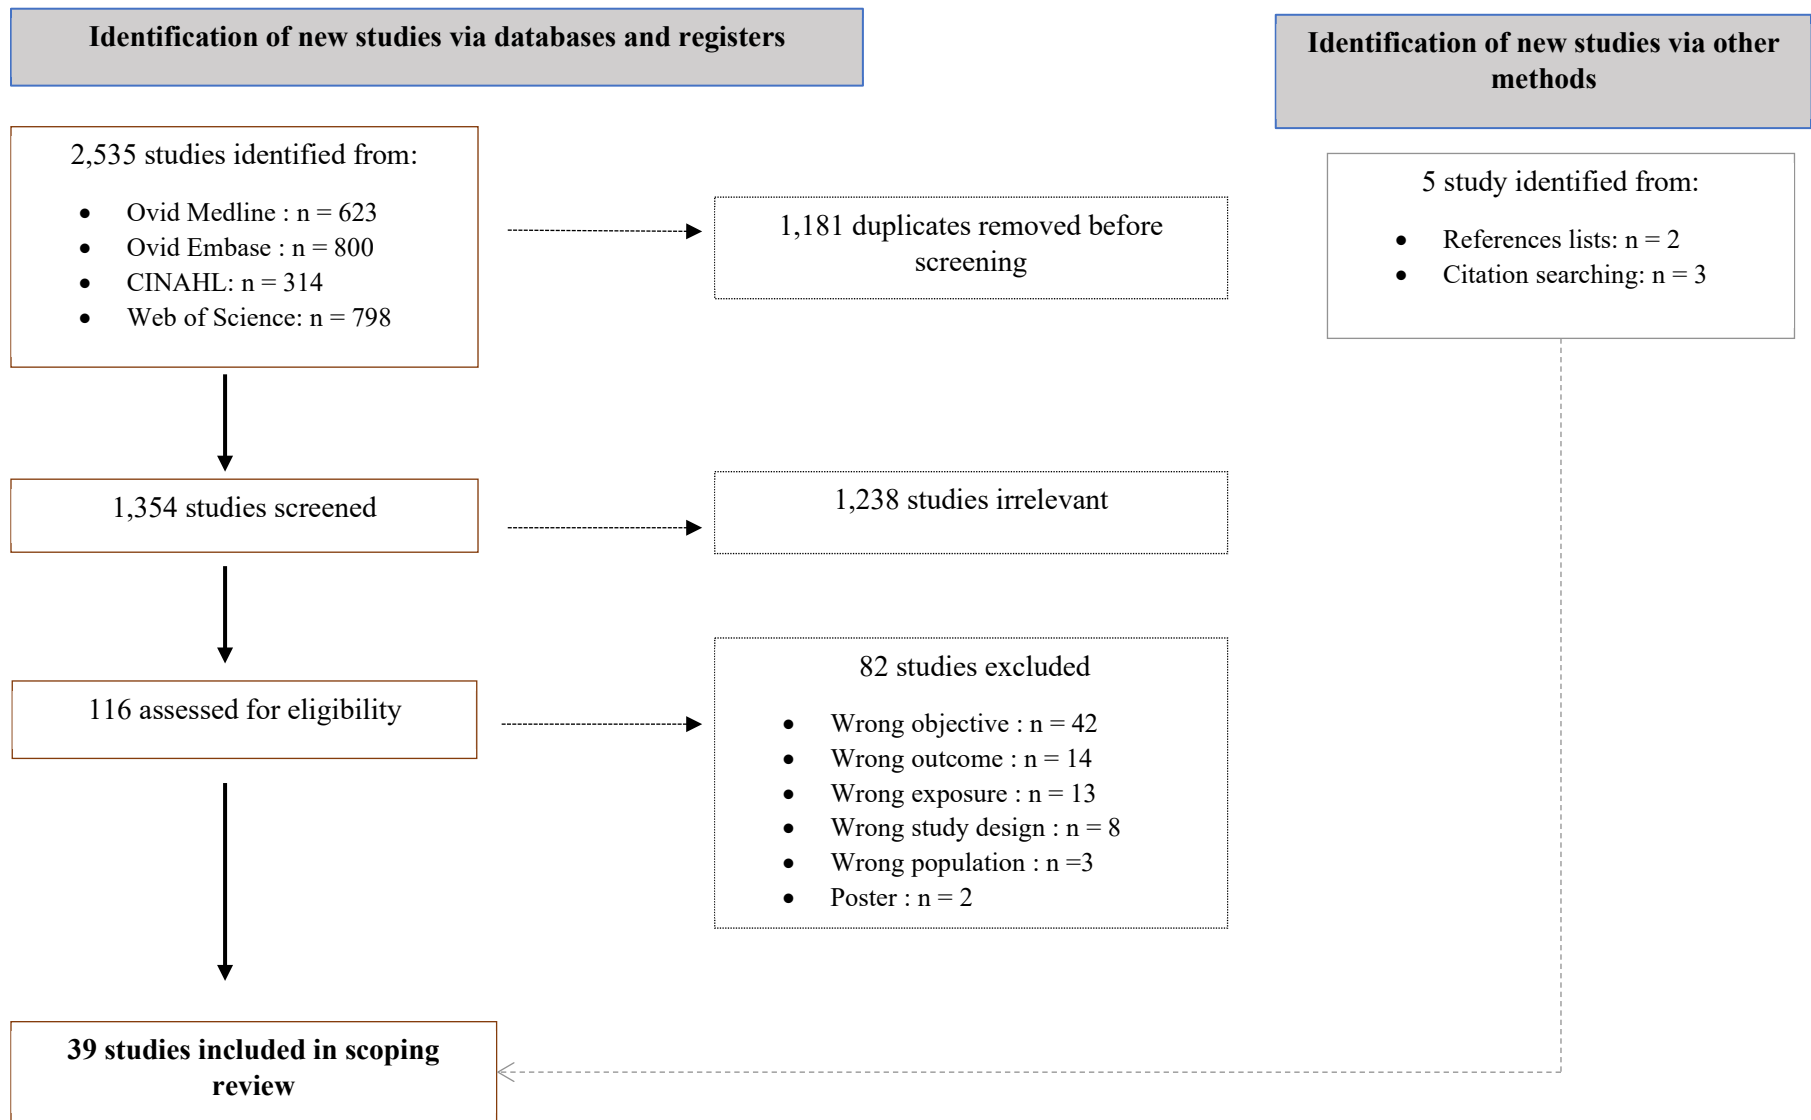 Identification of new studies via databases and registers
Identification of new studies via other
methods
2,535 studies identified from:
• Ovid Medline : n = 623
• Ovid Embase : n = 800
• CINAHL: n = 314
• Web of Science: n = 798
1,181 duplicates removed before
screening
5 study identified from:
• References lists: n = 2
• Citation searching: n = 3
1,354 studies screened
1,238 studies irrelevant
116 assessed for eligibility
82 studies excluded
• Wrong objective : n = 42
• Wrong outcome : n = 14
• Wrong exposure : n = 13
• Wrong study design : n = 8
• Wrong population : n =3
• Poster : n = 2
39 studies included in scoping
review